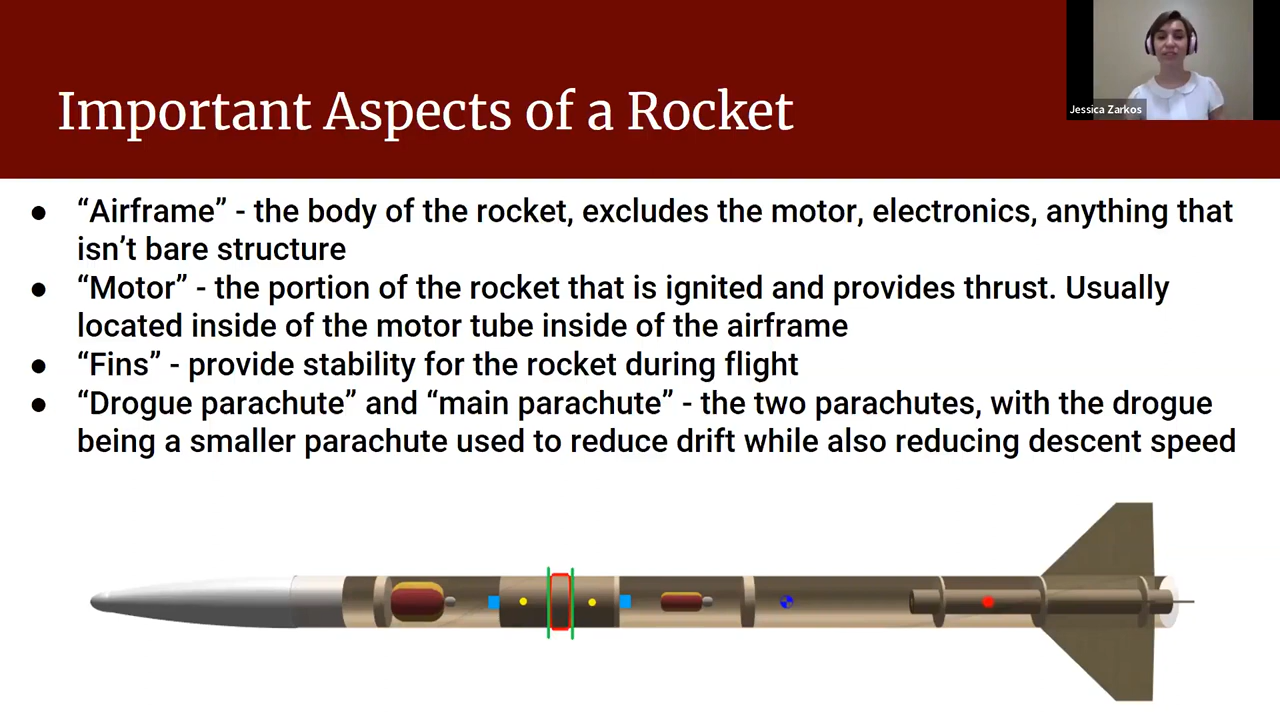 Jessica Zarkos
Important Aspects of a Rocket
● “Airframe” - the body of the rocket, excludes the motor, electronics, anything that
isn’t bare structure
● “Motor” - the portion of the rocket that is ignited and provides thrust. Usually
located inside of the motor tube inside of the airframe
● “Fins” - provide stability for the rocket during flight
● “Drogue parachute” and “main parachute” - the two parachutes, with the drogue
being a smaller parachute used to reduce drift while also reducing descent speed